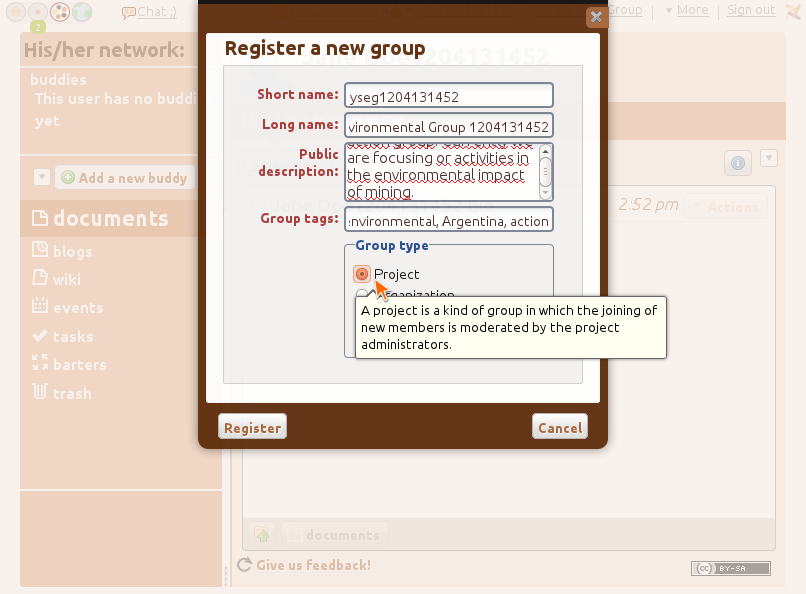 Chat ;)
Group
More
Sign out
2
His/her network:
buddies
This user has no buddi
yet
Add a new buddy
documents
blogs
wiki
events
tasks
barters
trash
Register a new group
Short name:
yseg1204131452
Long name:
vironmental Group 1204131452
Public
description:
are focusing or activities in
the environmental impact
of mining.
Group tags:
nvironmental, Argentina, action
Group type
Project
A project is a kind of group in which the joining of
new members is moderated by the project
administrators.
Register
Cancel
1204131452
2:52 pm
Actions
documents
Give us feedback!
cc
BY-SA